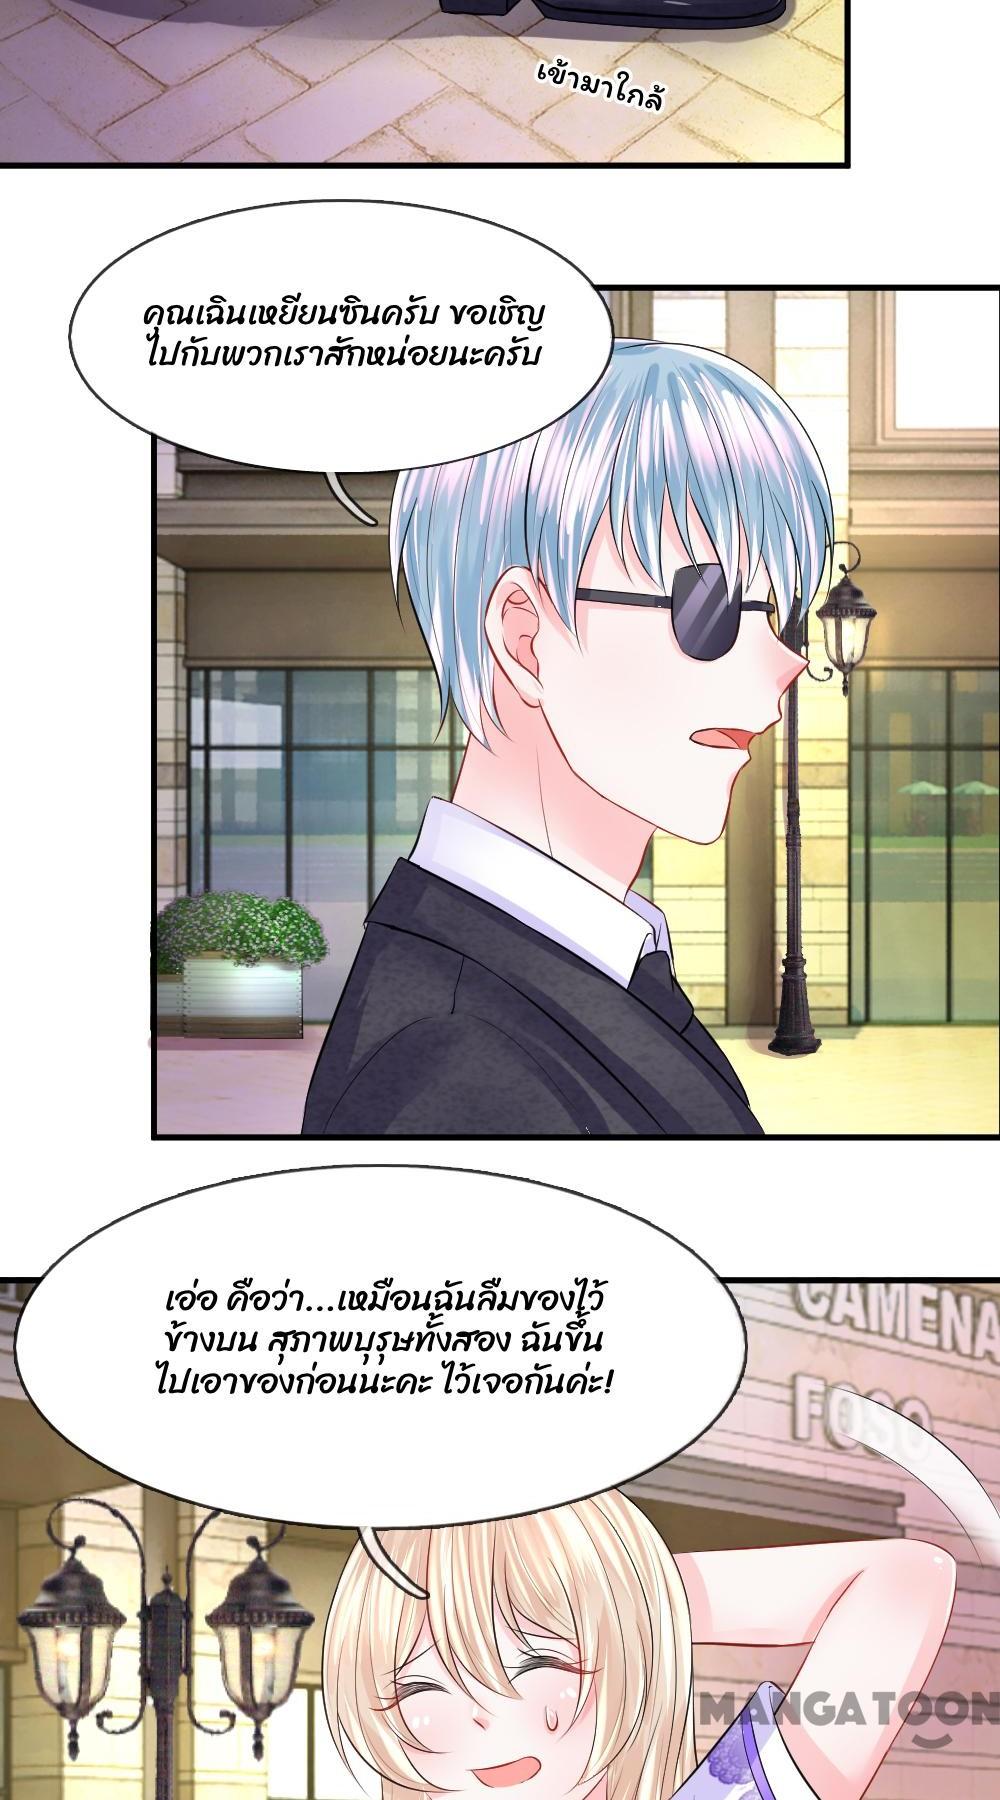 เข้ามาใกล้
คุณเฉินเหยียนซินครับ ขอเชิญ
ไปกับพวกเราสักหน่อยนะครับ
เอ่อ คือว่า...เหมือนฉันลืมของไว้
ข้างบน สุภาพบุรุษทั้งสอง ฉันขึ้น
ไปเอาของก่อนนะคะ ไว้เจอกันค่ะ!
CAMENA
FOSO
MANGATOON